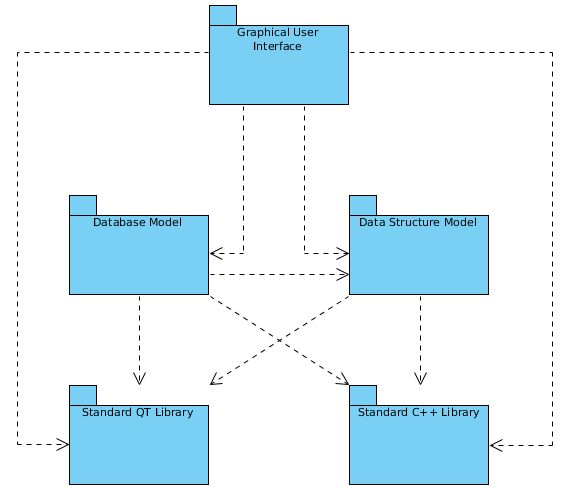 Graphical User
Interface
Database Model
Data Structure Model
Standard QT Library
Standard C++ Library